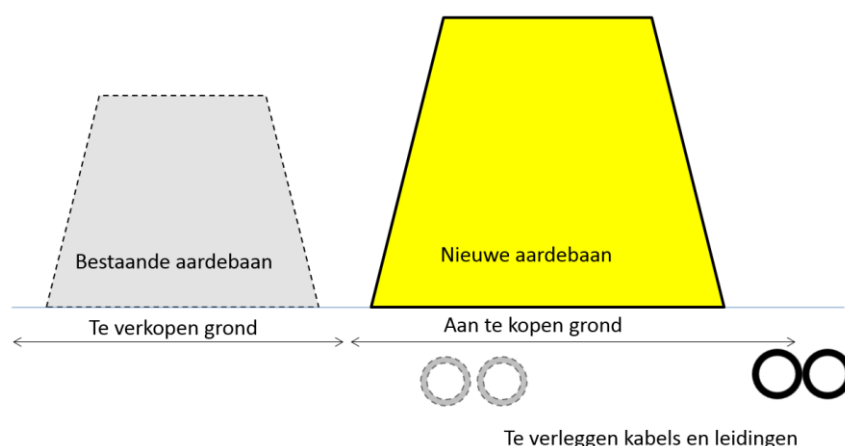 Bestaande aardebaan
Nieuwe aardebaan
Te verkopen grond
Aan te kopen grond
Te verleggen kabels en leidingen